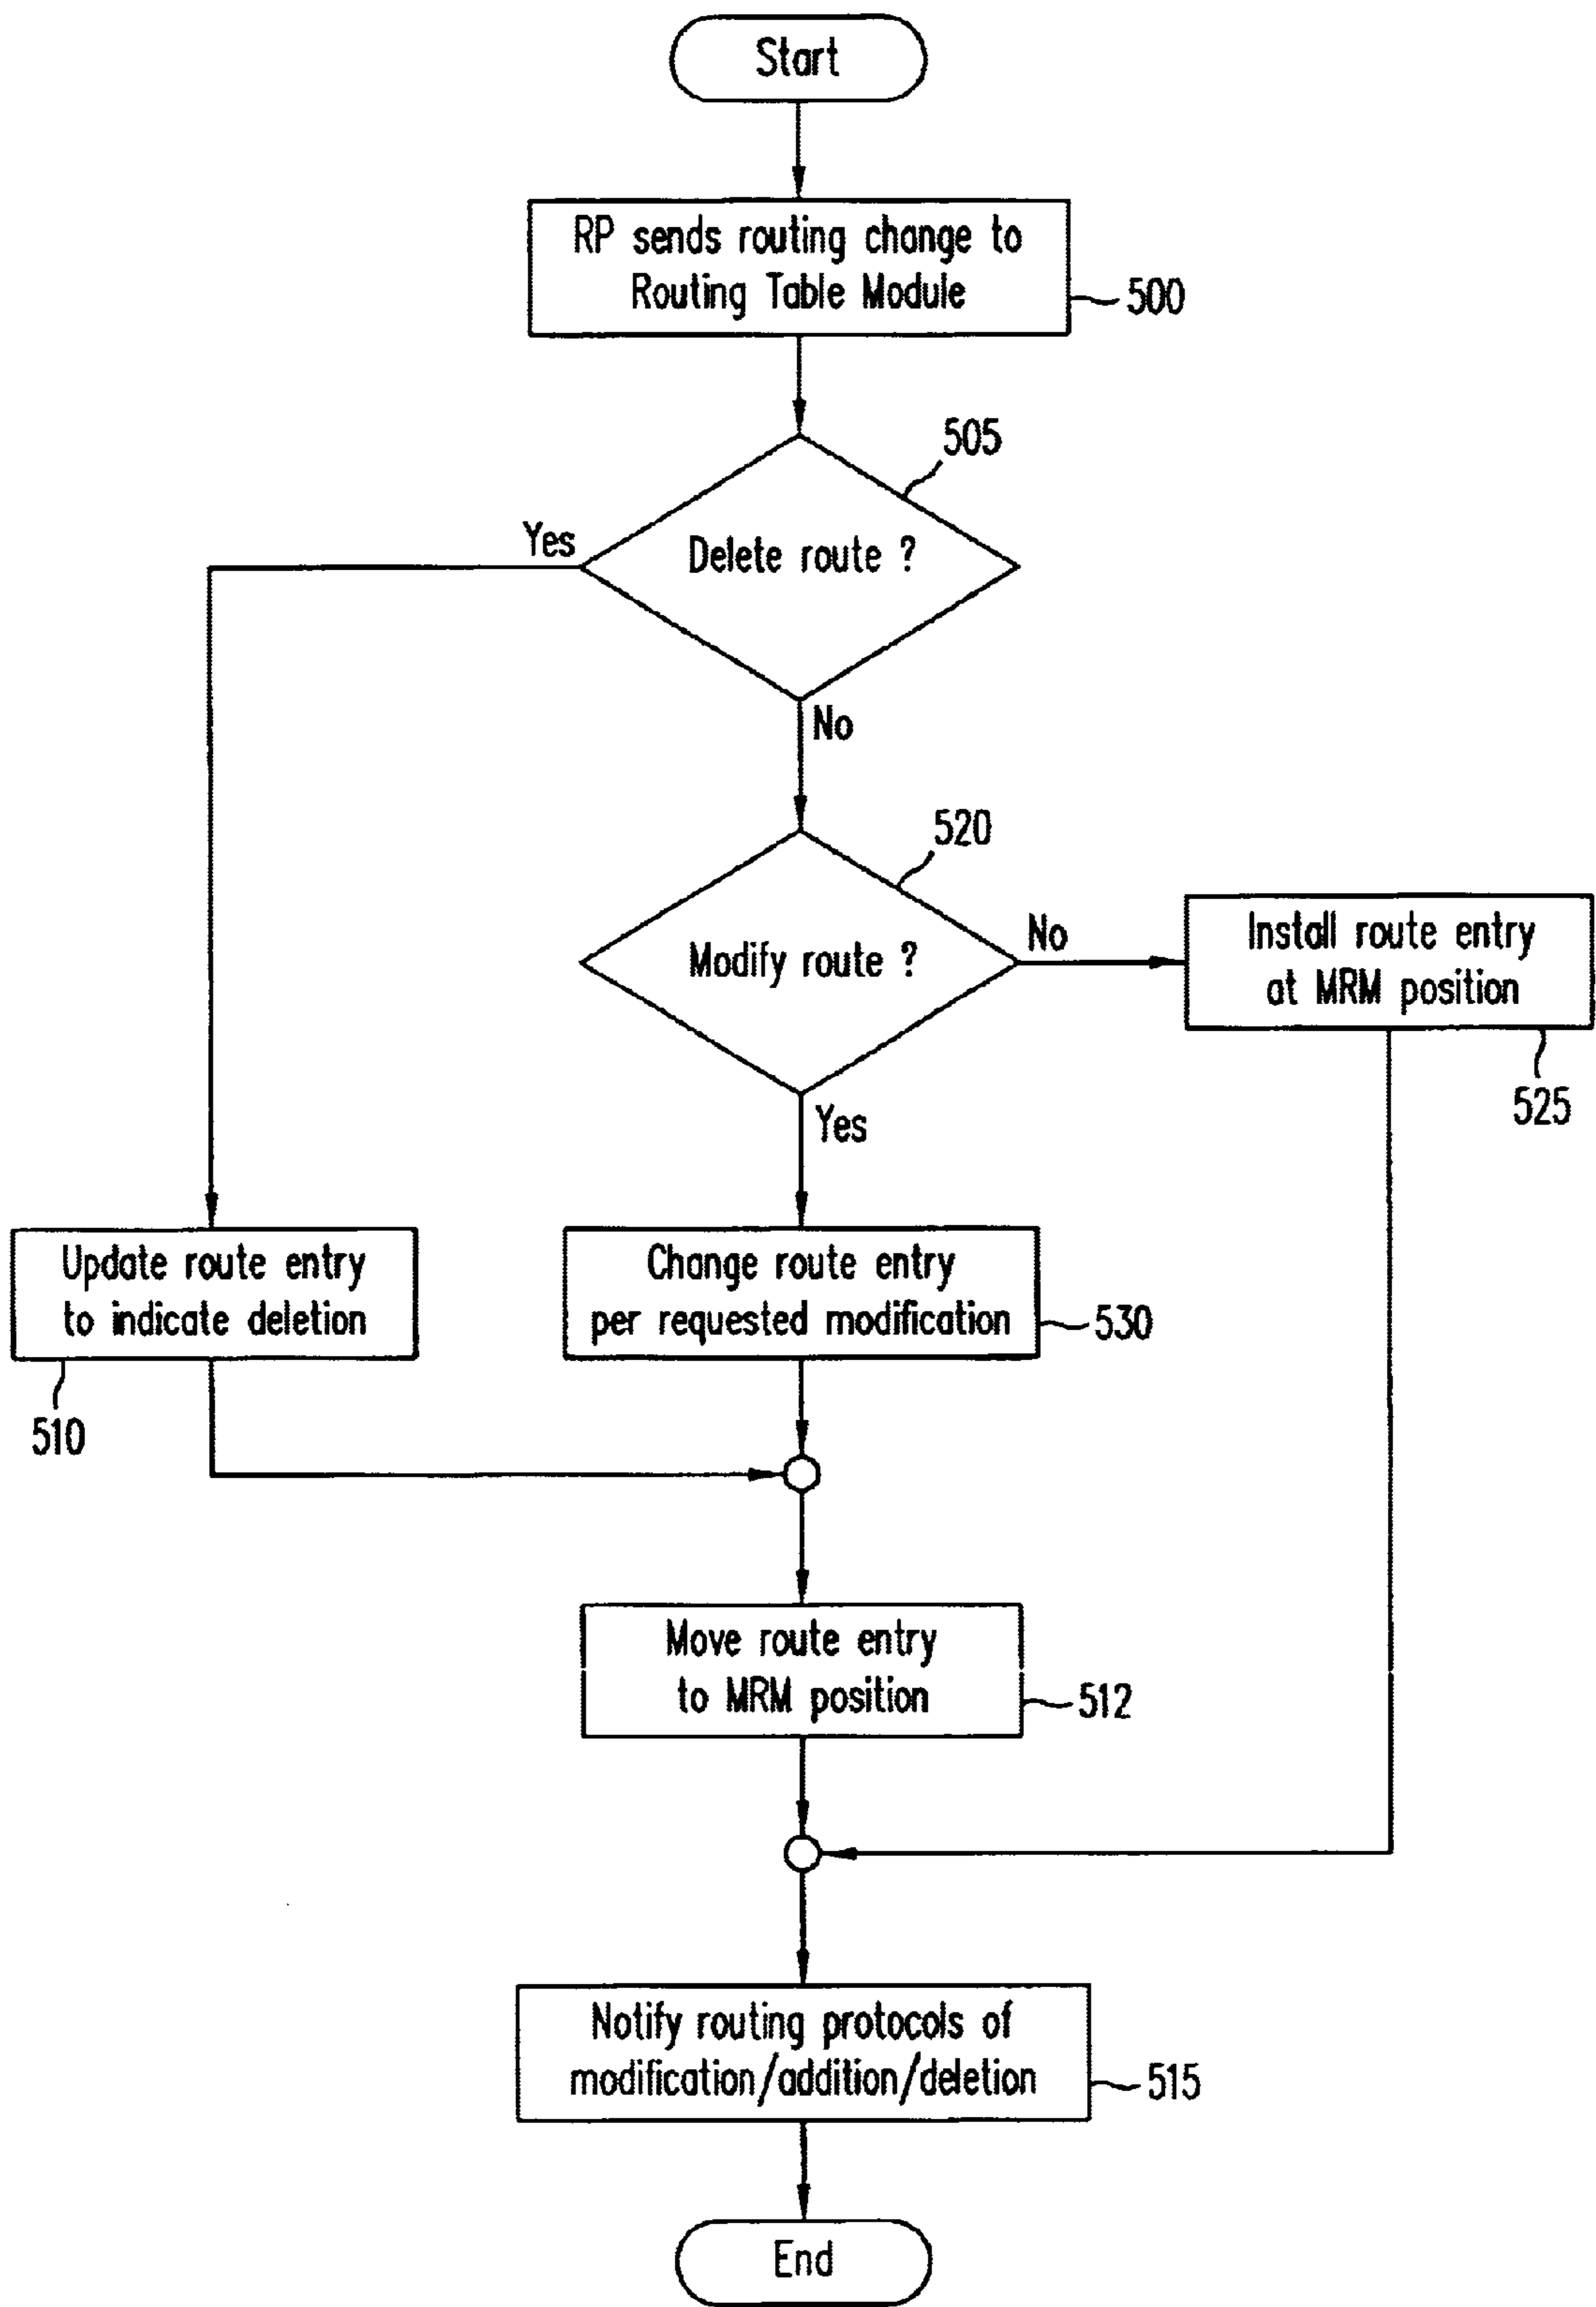 Start
RP sends routing change to
Routing Table Module
500
505
Yes
Delete route ?
No
520
Modify route ?
No
Install route entry
at MRM position
525
Yes
Update route entry
to indicate deletion
510
Change route entry
per requested modification
530
Move route entry
to MRM position
512
Notify routing protocols of
modification/addition/deletion
515
End